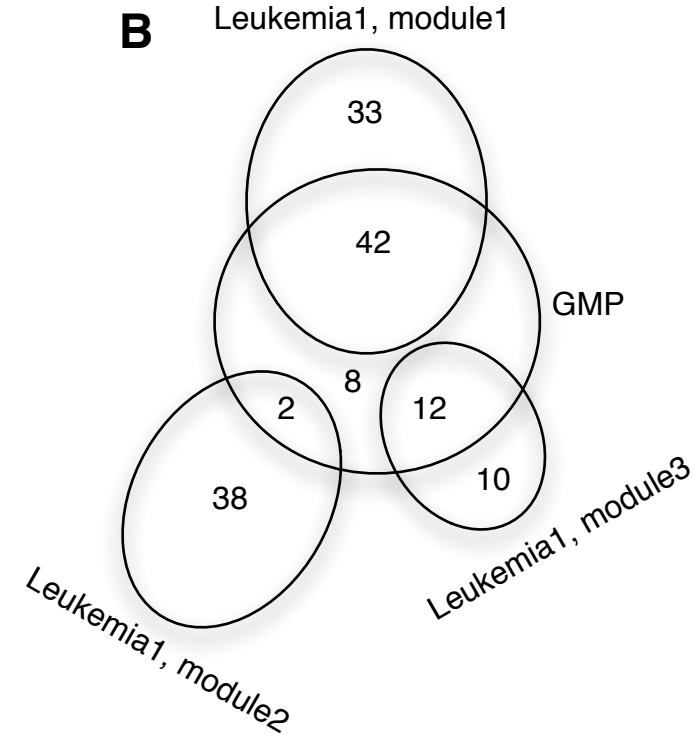 B
Leukemia1, module1
33
42
GMP
8
2
12
10
38
Leukemia1, module3
Leukemia1, module2